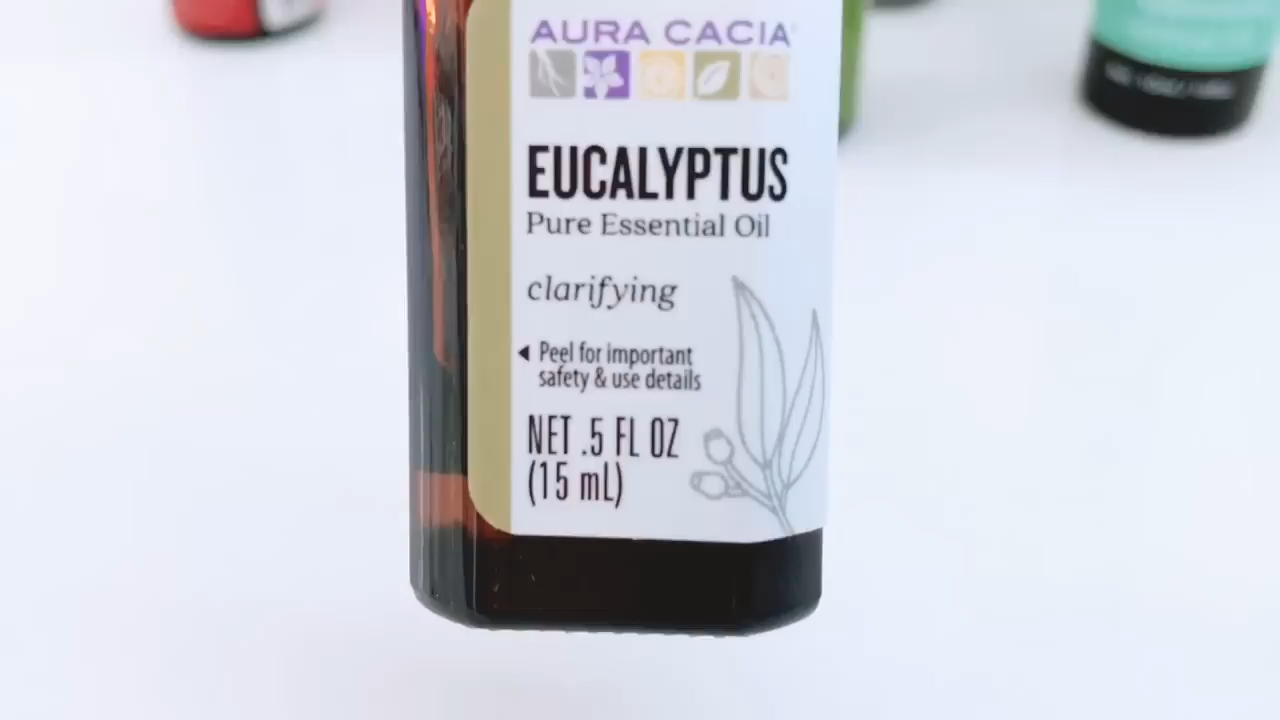 AURA CACIA
EUCALYPTUS
Pure Essential Oil
clarifying
◀ Peel for important
safety & use details
NET .5 FL OZ
(15 mL)